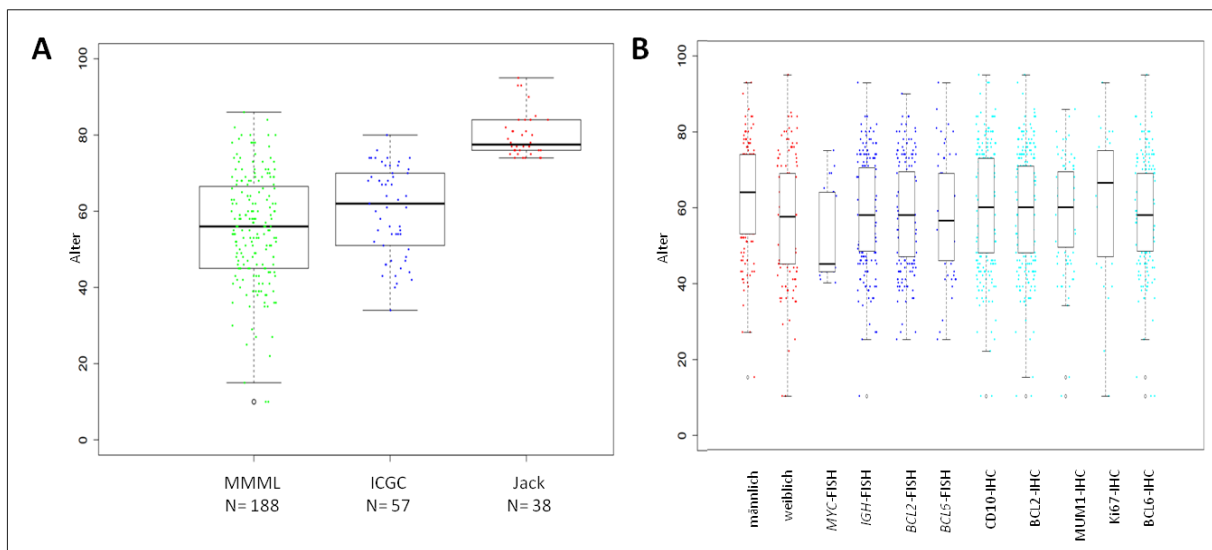 A
Alter
100
80
60
40
20
0
MMML
N= 188
ICGC
N= 57
Jack
N= 38
B
Alter
100
80
60
40
20
0
männlich
weiblich
MYC-FISH
IGH-FISH
BCL2-FISH
BCL6-FISH
CD10-IHC
BCL2-IHC
MUM1-IHC
Ki67-IHC
BCL6-IHC